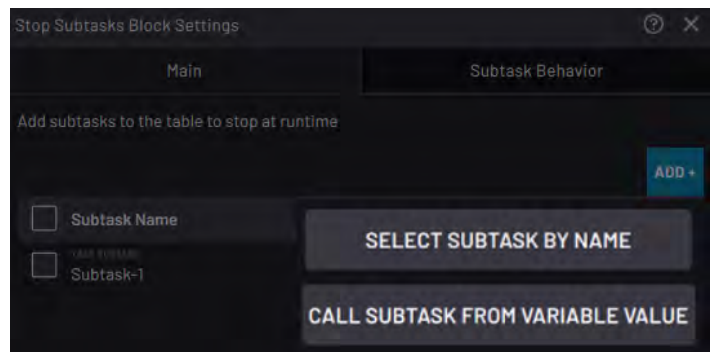 Stop Subtasks Block Settings
Main
Subtask Behavior
Add subtasks to the table to stop at runtime
ADD +
Subtask Name
SELECT SUBTASK BY NAME
Subtask-1
CALL SUBTASK FROM VARIABLE VALUE